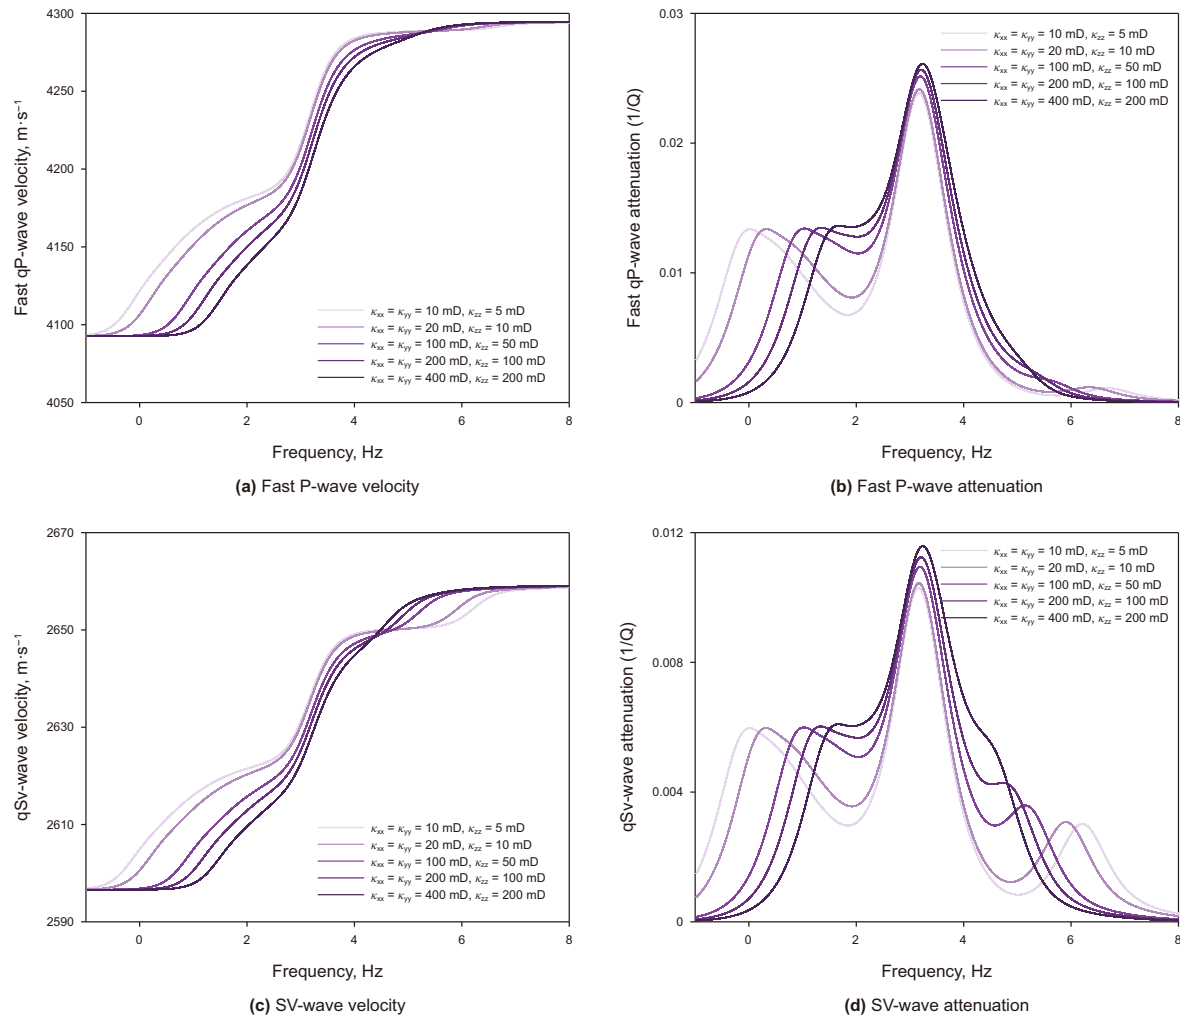 4300
4250
4200
4150
4100
4050
0
2
4
6
8
Fast qP-wave velocity, m·s⁻¹
κxx = κyy = 10 mD, κzz = 5 mD
κxx = κyy = 20 mD, κzz = 10 mD
κxx = κyy = 100 mD, κzz = 50 mD
κxx = κyy = 200 mD, κzz = 100 mD
κxx = κyy = 400 mD, κzz = 200 mD
Frequency, Hz
(a) Fast P-wave velocity
0.03
0.02
0.01
0
0
2
4
6
8
Fast qP-wave attenuation (1/Q)
κxx = κyy = 10 mD, κzz = 5 mD
κxx = κyy = 20 mD, κzz = 10 mD
κxx = κyy = 100 mD, κzz = 50 mD
κxx = κyy = 200 mD, κzz = 100 mD
κxx = κyy = 400 mD, κzz = 200 mD
Frequency, Hz
(b) Fast P-wave attenuation
2670
2650
2630
2610
2590
0
2
4
6
8
qSv-wave velocity, m·s⁻¹
κxx = κyy = 10 mD, κzz = 5 mD
κxx = κyy = 20 mD, κzz = 10 mD
κxx = κyy = 100 mD, κzz = 50 mD
κxx = κyy = 200 mD, κzz = 100 mD
κxx = κyy = 400 mD, κzz = 200 mD
Frequency, Hz
(c) SV-wave velocity
0.012
0.008
0.004
0
0
2
4
6
8
qSv-wave attenuation (1/Q)
κxx = κyy = 10 mD, κzz = 5 mD
κxx = κyy = 20 mD, κzz = 10 mD
κxx = κyy = 100 mD, κzz = 50 mD
κxx = κyy = 200 mD, κzz = 100 mD
κxx = κyy = 400 mD, κzz = 200 mD
Frequency, Hz
(d) SV-wave attenuation